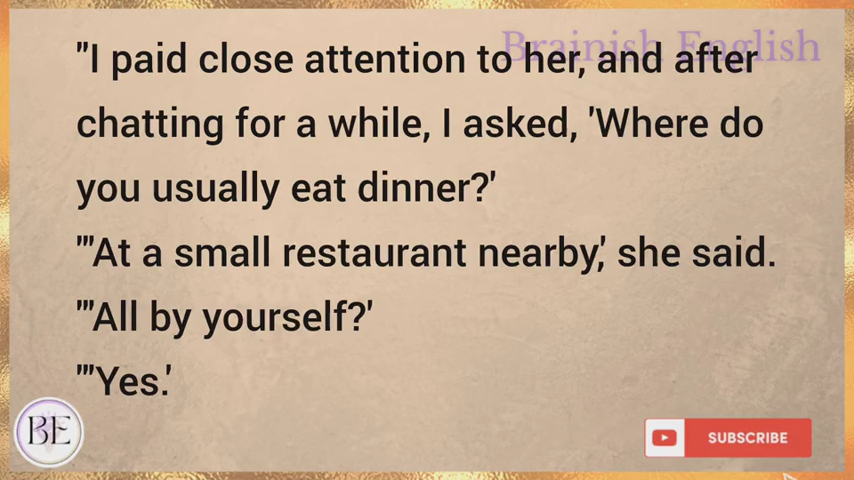 Brainish English
"I paid close attention to her, and after
chatting for a while, I asked, 'Where do
you usually eat dinner?'
"'At a small restaurant nearby,' she said.
"'All by yourself?'
"'Yes.'
BE
SUBSCRIBE